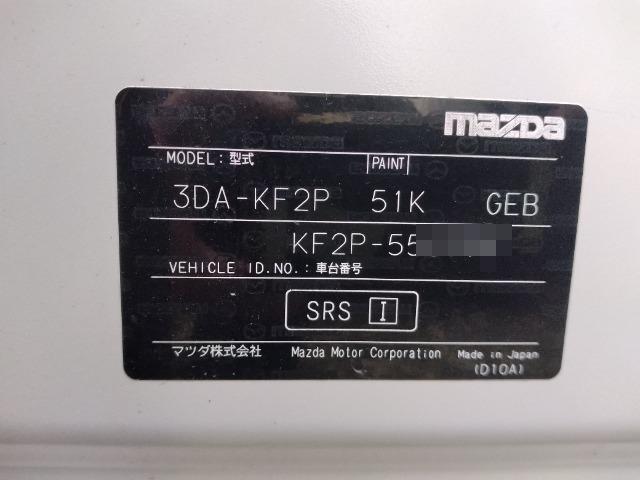 mazda
MODEL:型式 PAINT
3DA-KF2P 51K GEB
KF2P-55
VEHICLE ID.NO.:車台番号
SRS I
マツダ株式会社 Mazda Motor Corporation Made in Japan
(D10A)